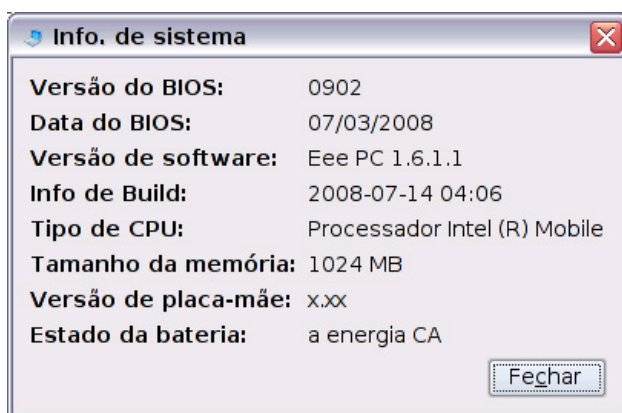 Info. de sistema
Versão do BIOS: 0902
Data do BIOS: 07/03/2008
Versão de software: Eee PC 1.6.1.1
Info de Build: 2008-07-14 04:06
Tipo de CPU: Processador Intel (R) Mobile
Tamanho da memória: 1024 MB
Versão de placa-mãe: x.xx
Estado da bateria: a energia CA
Fechar